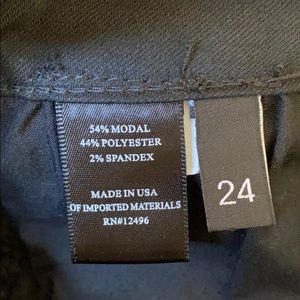 54% MODAL
44% POLYESTER
2% SPANDEX
MADE IN USA
OF IMPORTED MATERIALS
RN#12496
24